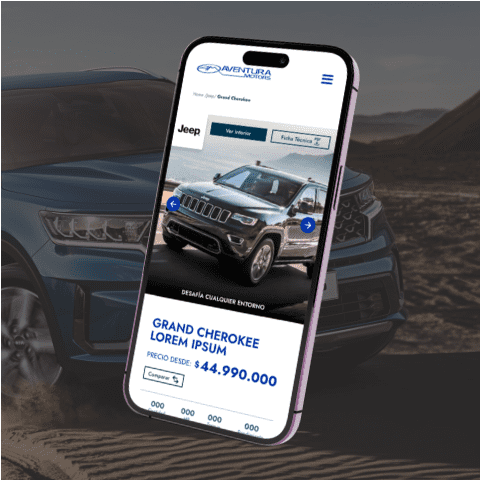 AVENTURA
MOTORS
Home / Jeep / Grand Cherokee
Jeep
Ver interior
Ficha Técnica
DESAFÍA CUALQUIER ENTORNO
GRAND CHEROKEE
LOREM IPSUM
PRECIO DESDE: $44.990.000
Comparar
000 000 000 000